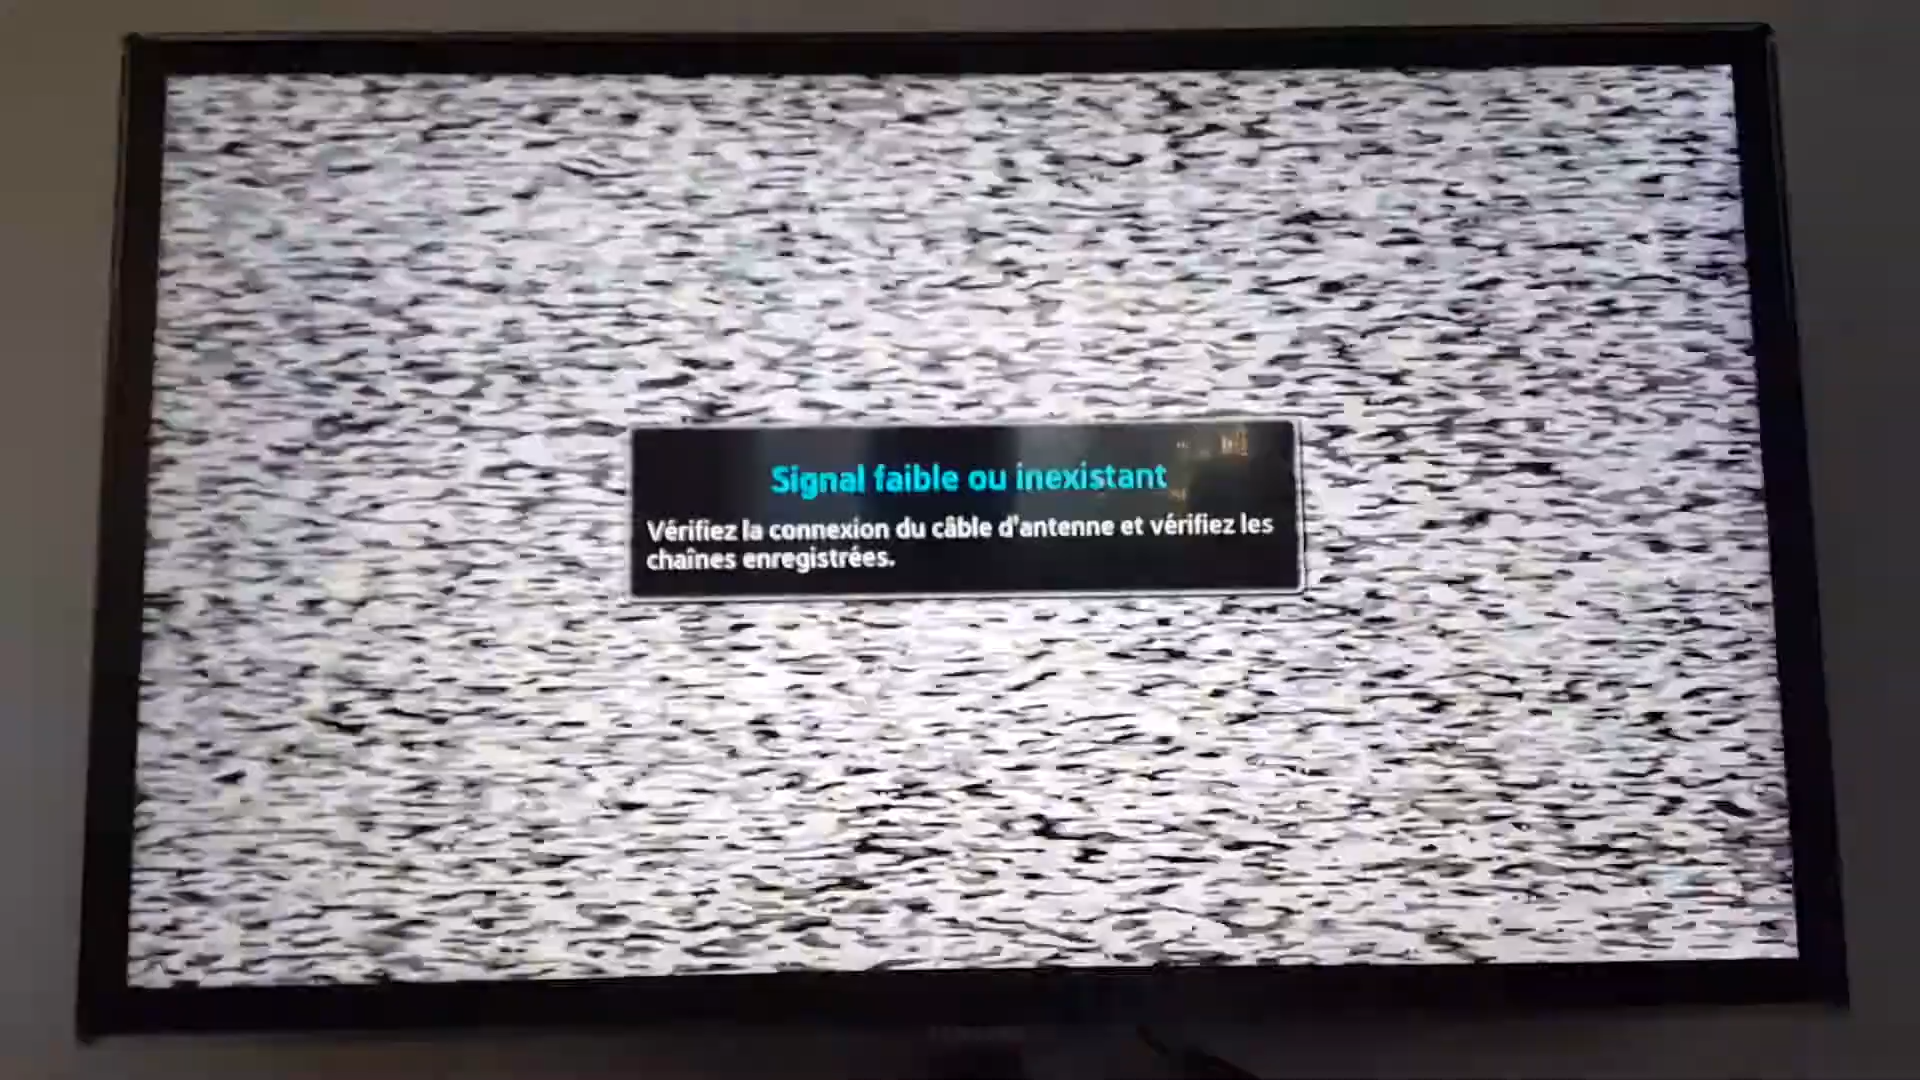 Signal faible ou inexistant
Vérifiez la connexion du câble d'antenne et vérifiez les
chaînes enregistrées.